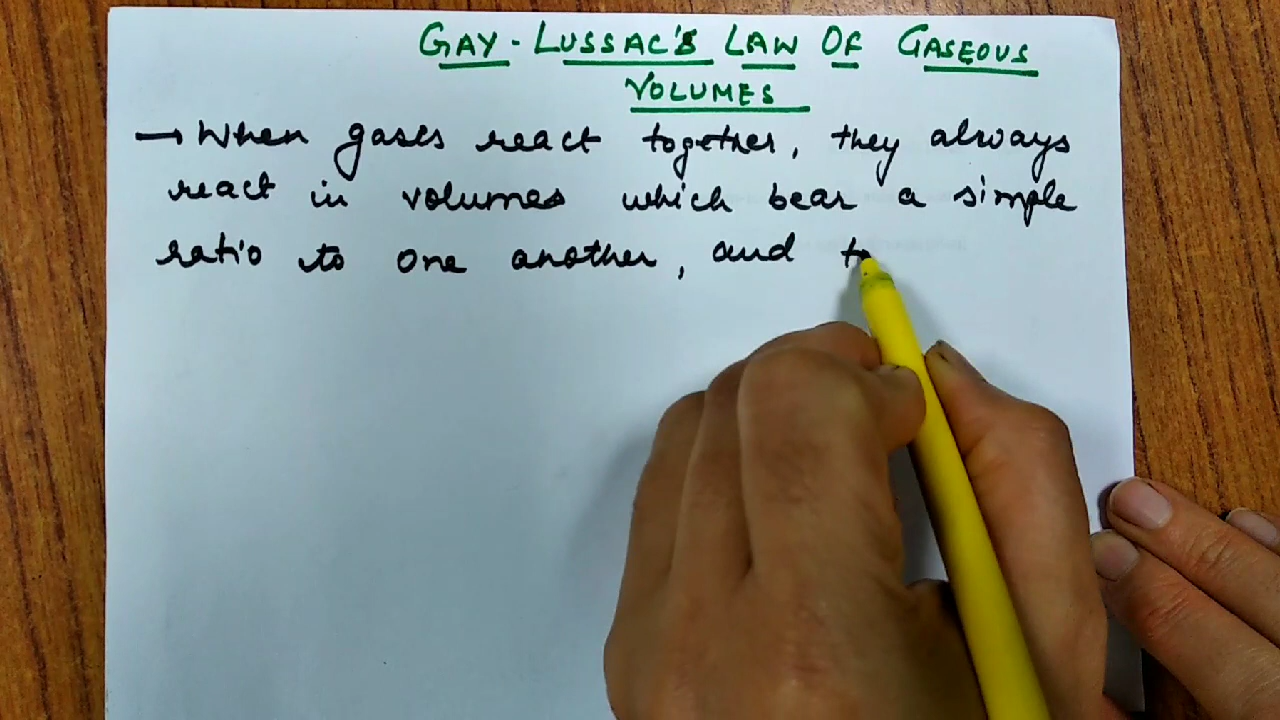 GAY-LUSSAC'S LAW OF GASEOUS
VOLUMES
→ When gases react together, they always
react in volumes which bear a simple
ratio to one another, and to